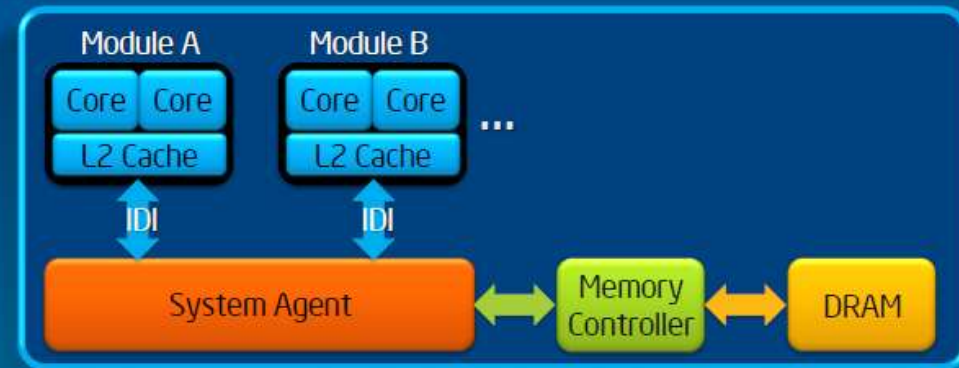 Module A
Module B
Core
Core
Core
Core
...
L2 Cache
L2 Cache
IDI
IDI
System Agent
Memory
Controller
DRAM